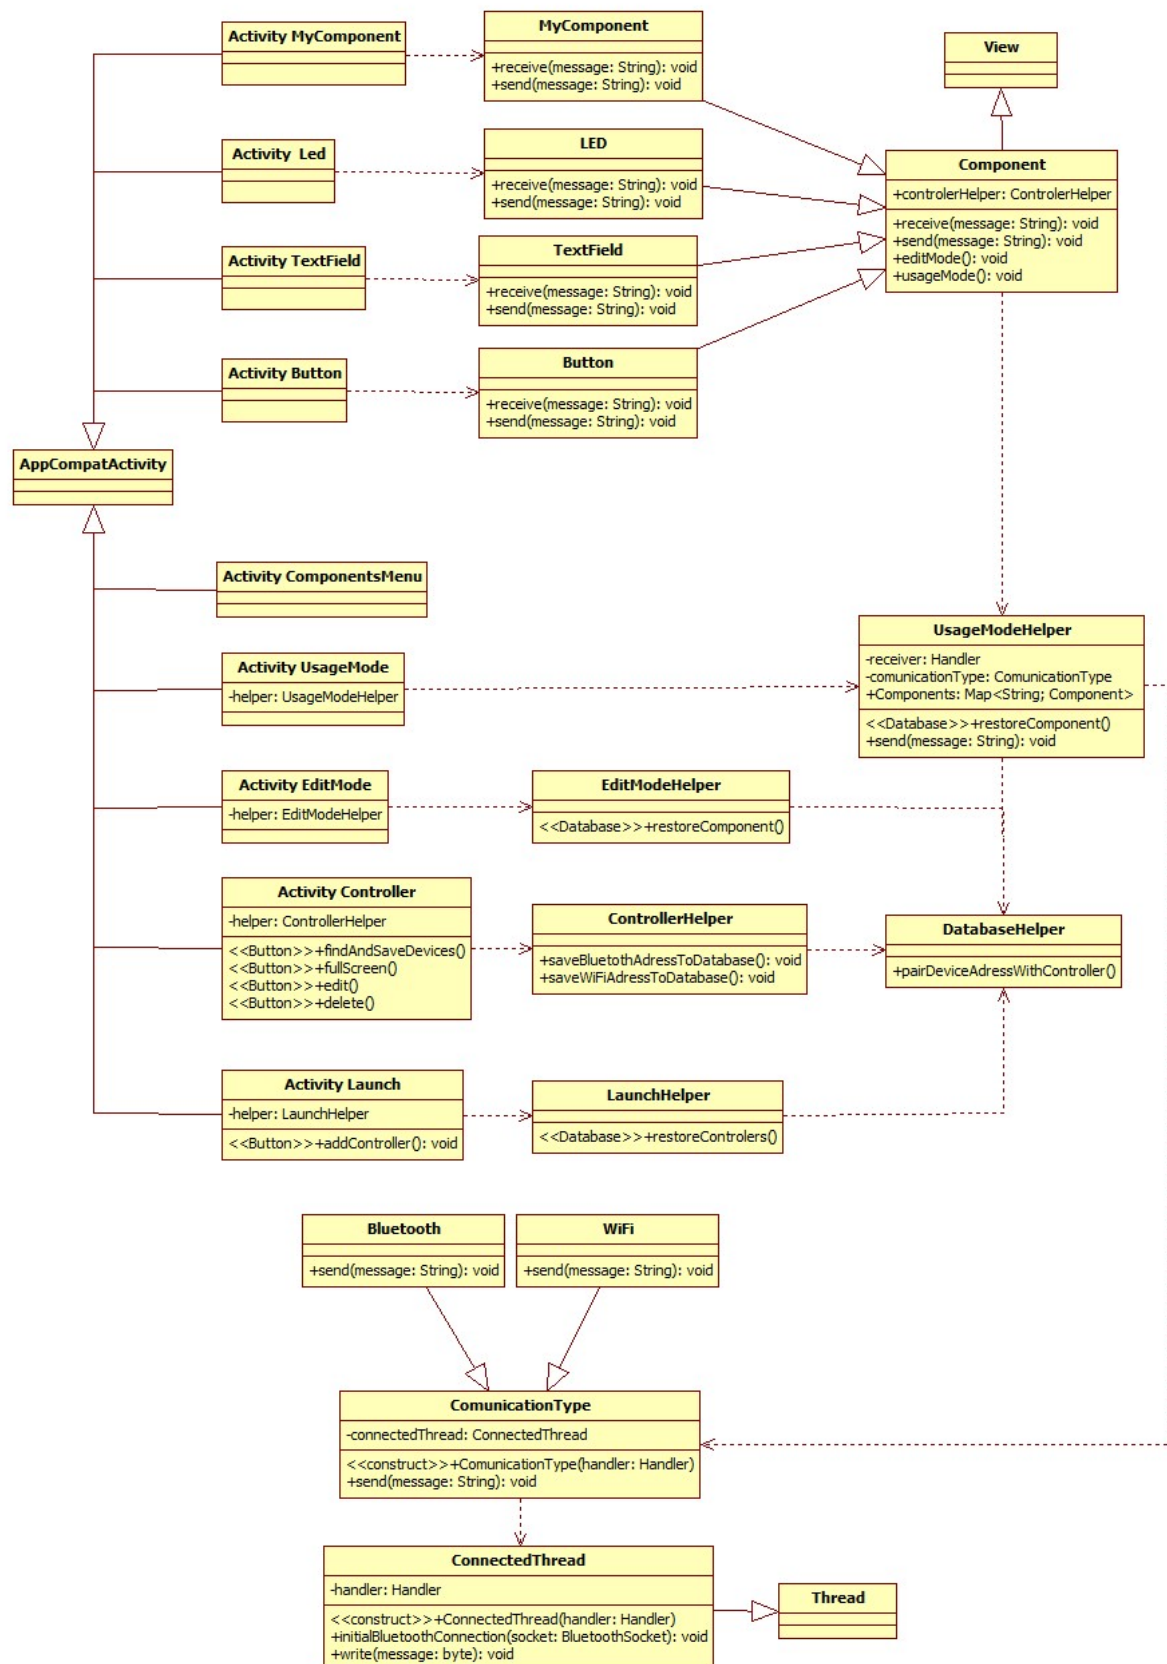 Activity MyComponent
MyComponent
+receive(message: String): void
+send(message: String): void
View
Activity  Led
LED
+receive(message: String): void
+send(message: String): void
Component
+controlerHelper: ControlerHelper
+receive(message: String): void
+send(message: String): void
+editMode(): void
+usageMode(): void
Activity TextField
TextField
+receive(message: String): void
+send(message: String): void
Activity Button
Button
+receive(message: String): void
+send(message: String): void
AppCompatActivity
Activity ComponentsMenu
UsageModeHelper
-receiver: Handler
-comunicationType: ComunicationType
+Components: Map<String; Component>
<<Database>>+restoreComponent()
+send(message: String): void
Activity UsageMode
-helper: UsageModeHelper
Activity EditMode
-helper: EditModeHelper
EditModeHelper
<<Database>>+restoreComponent()
Activity Controller
-helper: ControllerHelper
<<Button>>+findAndSaveDevices()
<<Button>>+fullScreen()
<<Button>>+edit()
<<Button>>+delete()
ControllerHelper
+saveBluetothAdressToDatabase(): void
+saveWiFiAdressToDatabase(): void
DatabaseHelper
+pairDeviceAdressWithController()
Activity Launch
-helper: LaunchHelper
<<Button>>+addController(): void
LaunchHelper
<<Database>>+restoreControlers()
Bluetooth
+send(message: String): void
WiFi
+send(message: String): void
ComunicationType
-connectedThread: ConnectedThread
<<construct>>+ComunicationType(handler: Handler)
+send(message: String): void
ConnectedThread
-handler: Handler
<<construct>>+ConnectedThread(handler: Handler)
+initialBluetoothConnection(socket: BluetoothSocket): void
+write(message: byte): void
Thread